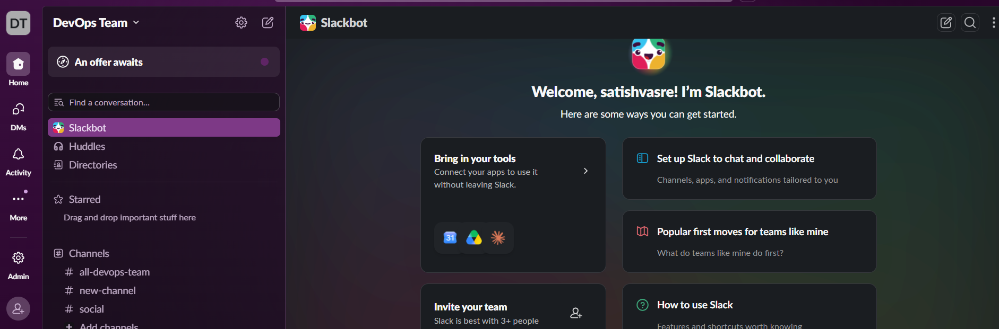 DT
DevOps Team
An offer awaits
Home
Find a conversation...
Slackbot
DMs
Huddles
Directories
Activity
Starred
Drag and drop important stuff here
More
Channels
all-devops-team
Admin
new-channel
social
Add channels
Slackbot
Welcome, satishvasre! I'm Slackbot.
Here are some ways you can get started.
Bring in your tools
Connect your apps to use it
without leaving Slack.
31
Set up Slack to chat and collaborate
Channels, apps, and notifications tailored to you
Popular first moves for teams like mine
What do teams like mine do first?
Invite your team
Slack is best with 3+ people
How to use Slack
Features and shortcuts worth knowing